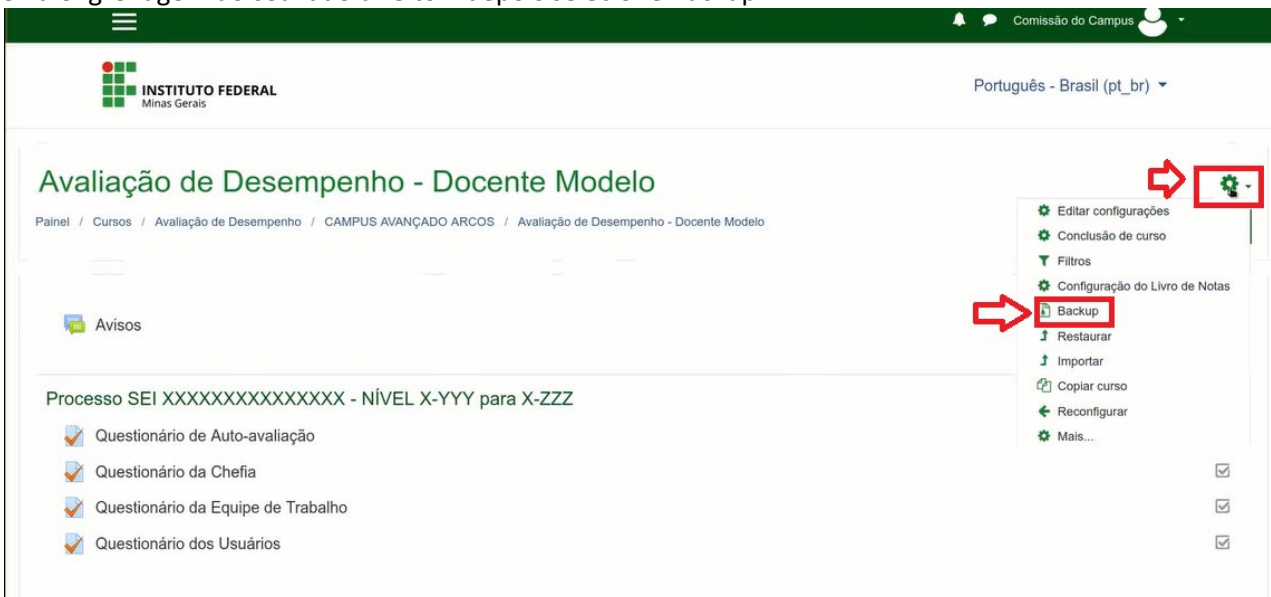 Comissão do Campus
INSTITUTO FEDERAL
Minas Gerais
Português - Brasil (pt_br)
Avaliação de Desempenho - Docente Modelo
Painel / Cursos / Avaliação de Desempenho / CAMPUS AVANÇADO ARCOS / Avaliação de Desempenho - Docente Modelo
Editar configurações
Conclusão de curso
Filtros
Configuração do Livro de Notas
Backup
Restaurar
Importar
Copiar curso
Reconfigurar
Mais...
Avisos
Processo SEI XXXXXXXXXXXXXXX - NÍVEL X-YYY para X-ZZZ
Questionário de Auto-avaliação
Questionário da Chefia
Questionário da Equipe de Trabalho
Questionário dos Usuários